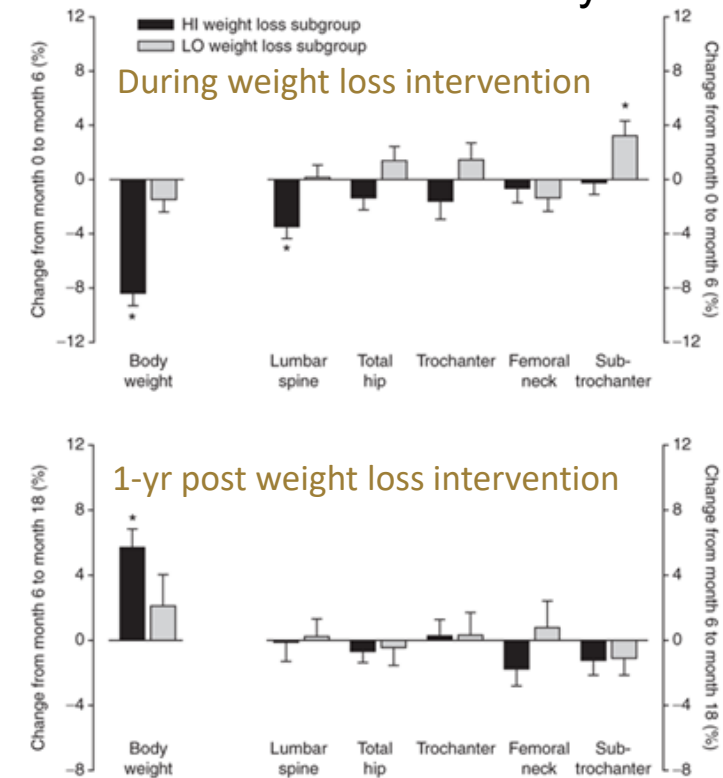 y
HI weight loss subgroup
LO weight loss subgroup
During weight loss intervention
Change from month 0 to month 6 (%)
12
8
4
0
−4
−8
−12
*
*
*
12
8
4
0
−4
−8
−12
Change from month 0 to month 6 (%)
Body weight
Lumbar spine
Total hip
Trochanter
Femoral neck
Sub-trochanter
1-yr post weight loss intervention
Change from month 6 to month 18 (%)
12
8
4
0
−4
−8
*
12
8
4
0
−4
−8
Change from month 6 to month 18 (%)
Body weight
Lumbar spine
Total hip
Trochanter
Femoral neck
Sub-trochanter